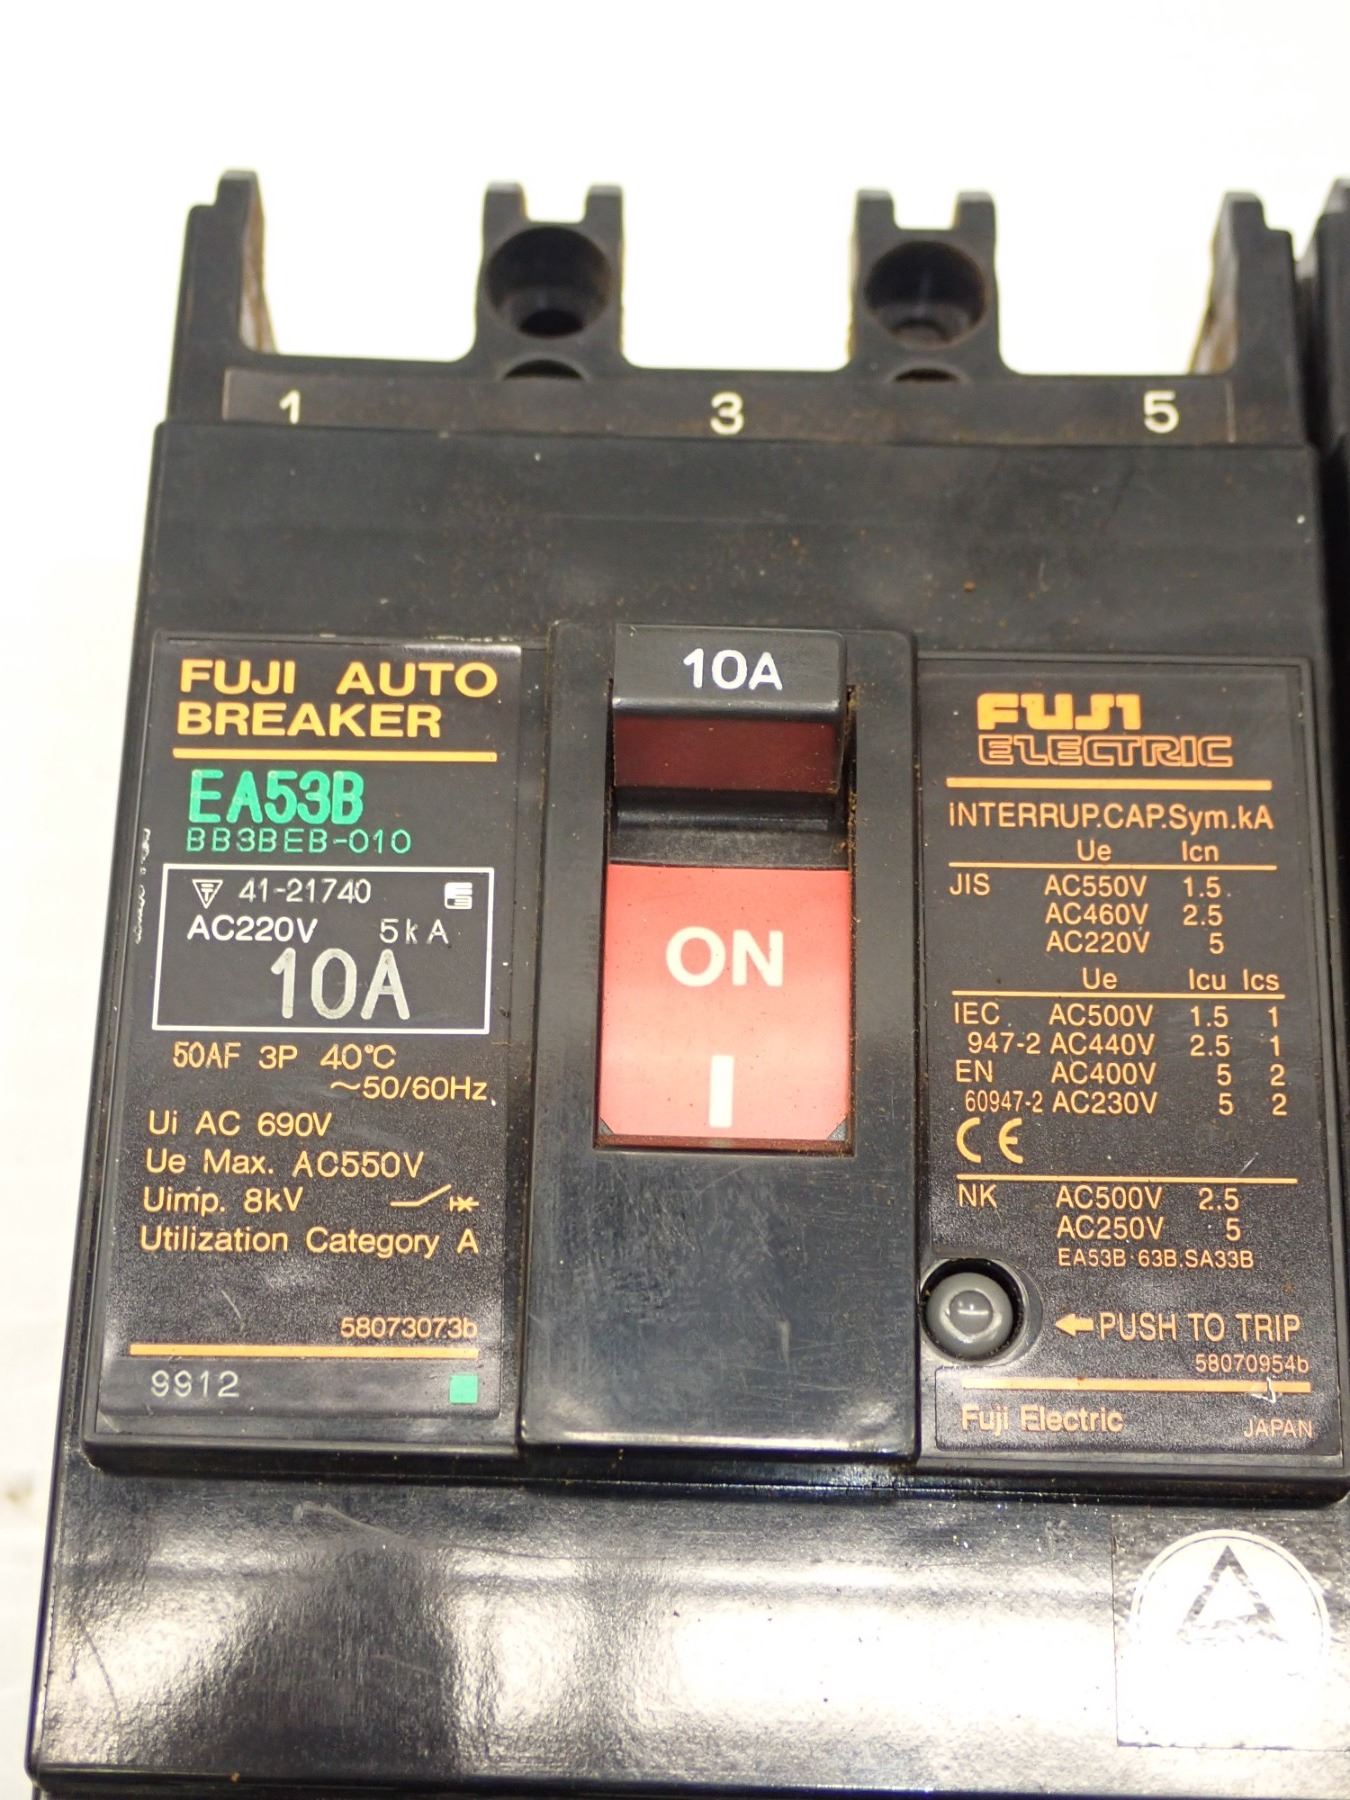 1 3 5
FUJI AUTO
BREAKER
EA53B
BB3BEB-010
41-21740
AC220V 5kA
10A
50AF 3P 40°C
~50/60Hz
Ui AC 690V
Ue Max. AC550V
Uimp. 8kV
Utilization Category A
58073073b
9912
10A
ON
I
FUJI
ELECTRIC
INTERRUP.CAP.Sym.kA
Ue Icn
JIS AC550V 1.5
AC460V 2.5
AC220V 5
Ue Icu Ics
IEC AC500V 1.5 1
947-2 AC440V 2.5 1
EN AC400V 5 2
60947-2 AC230V 5 2
CE
NK AC500V 2.5
AC250V 5
EA53B·63B.SA33B
←PUSH TO TRIP
58070954b
Fuji Electric JAPAN